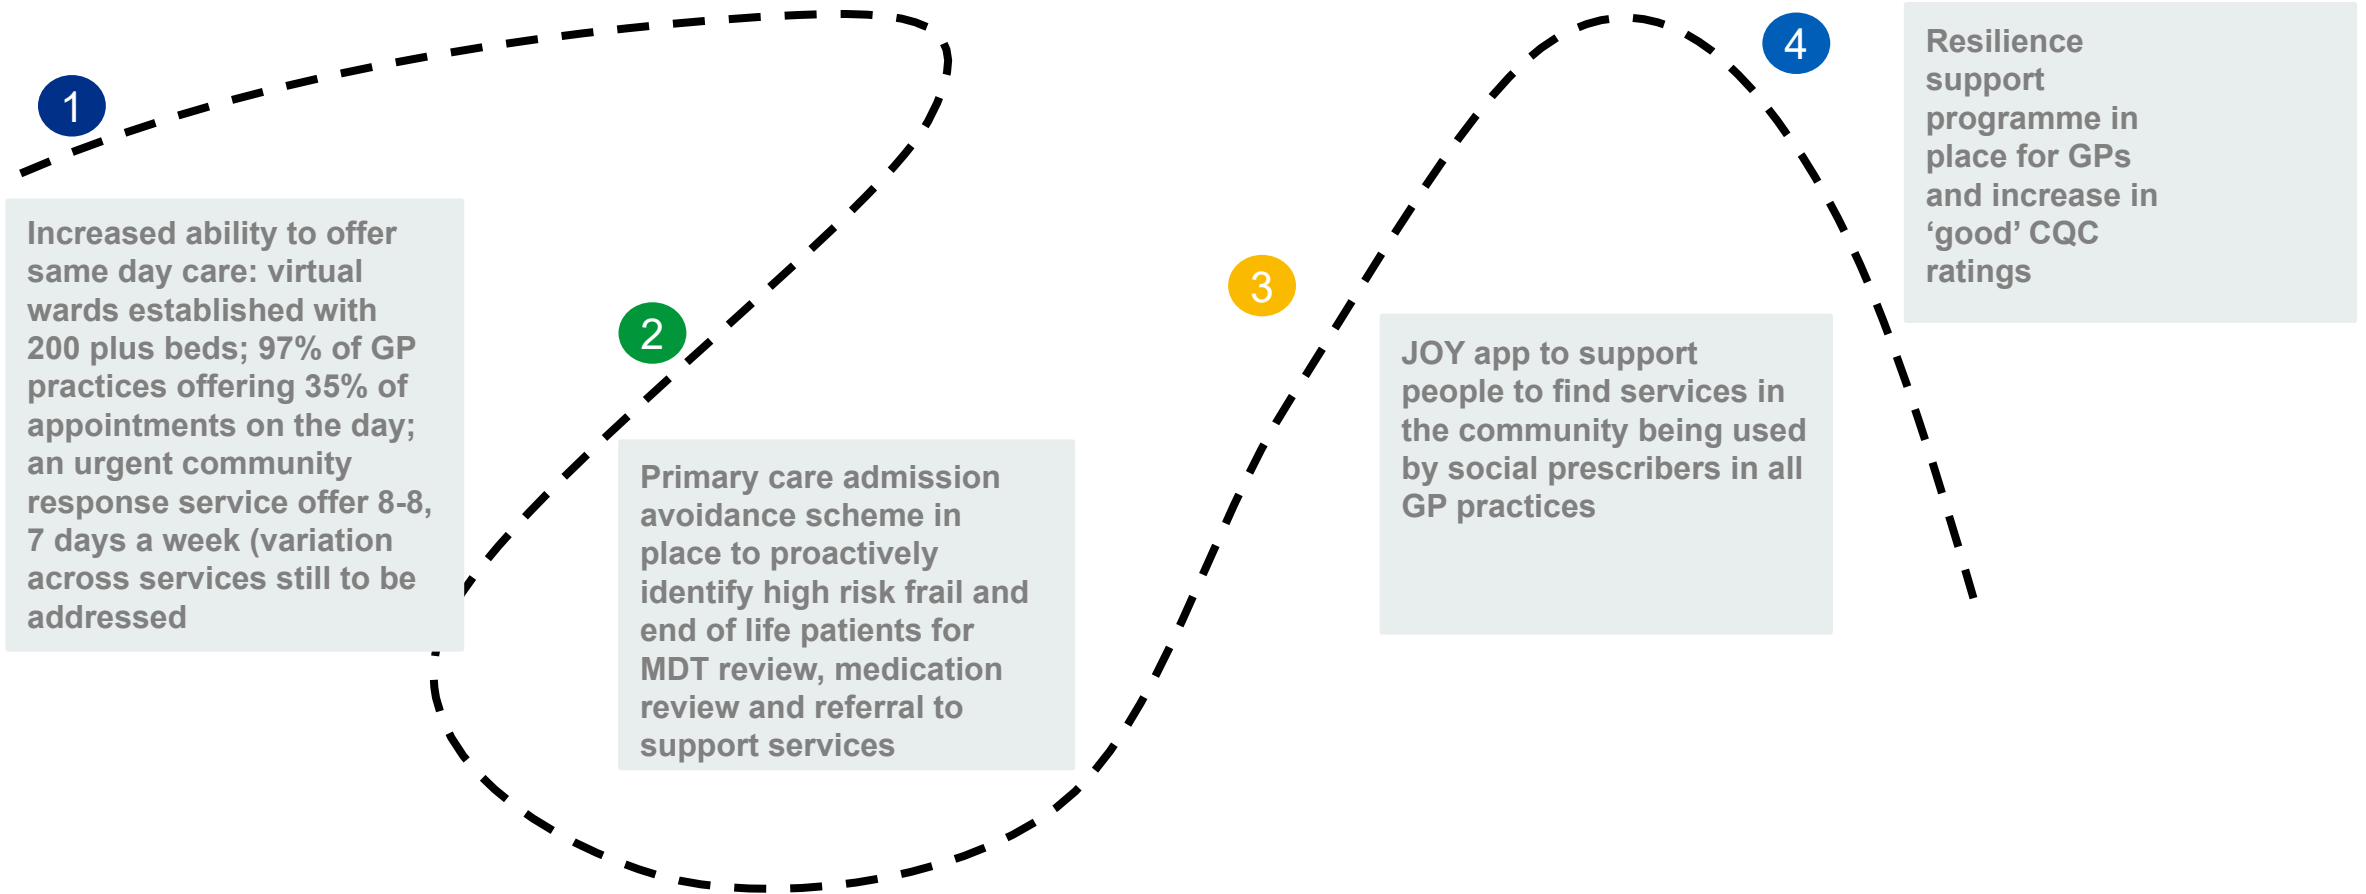 1
Increased ability to offer
same day care: virtual
wards established with
200 plus beds; 97% of GP
practices offering 35% of
appointments on the day;
an urgent community
response service offer 8-8,
7 days a week (variation
across services still to be
addressed
2
Primary care admission
avoidance scheme in
place to proactively
identify high risk frail and
end of life patients for
MDT review, medication
review and referral to
support services
3
JOY app to support
people to find services in
the community being used
by social prescribers in all
GP practices
4
Resilience
support
programme in
place for GPs
and increase in
‘good’ CQC
ratings